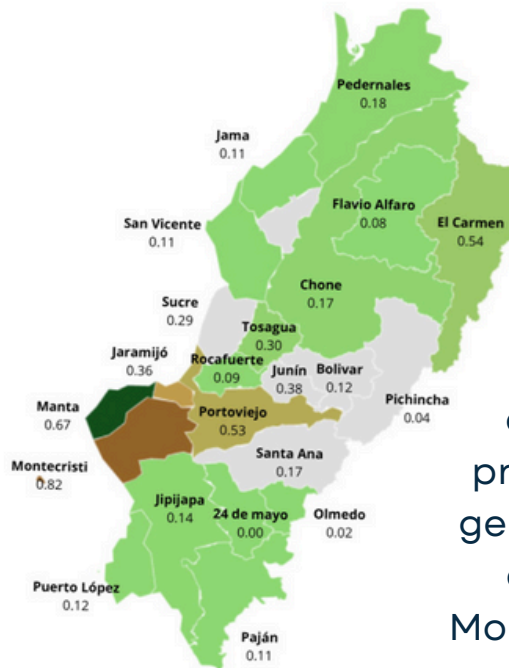 Pedernales
0.18
Jama
0.11
Flavio Alfaro
0.08
El Carmen
0.54
San Vicente
0.11
Chone
0.17
Sucre
0.29
Tosagua
0.30
Jaramijó
0.36
Rocafuerte
0.09
Junín
0.38
Bolivar
0.12
Pichincha
0.04
Manta
0.67
Portoviejo
0.53
Santa Ana
0.17
Montecristi
0.82
Jipijapa
0.14
24 de mayo
0.00
Olmedo
0.02
Puerto López
0.12
Paján
0.11
pr
ge
Mo